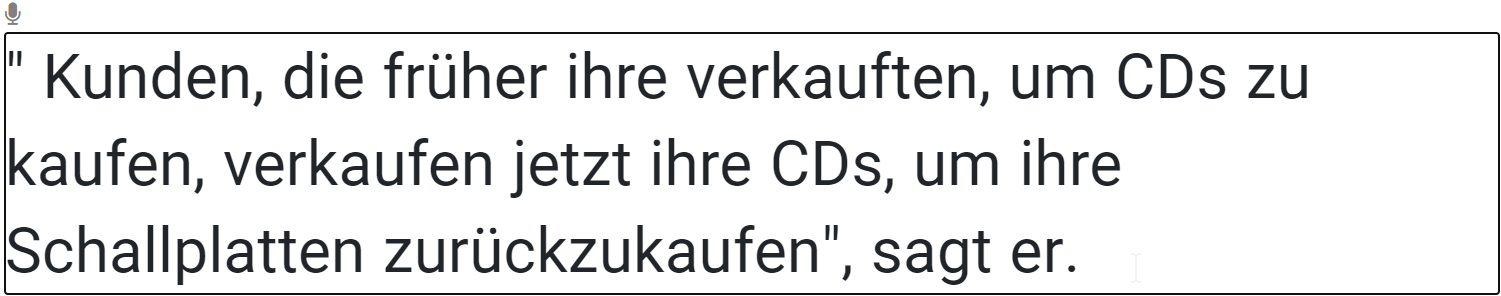 " Kunden, die früher ihre verkauften, um CDs zu
kaufen, verkaufen jetzt ihre CDs, um ihre
Schallplatten zurückzukaufen", sagt er.